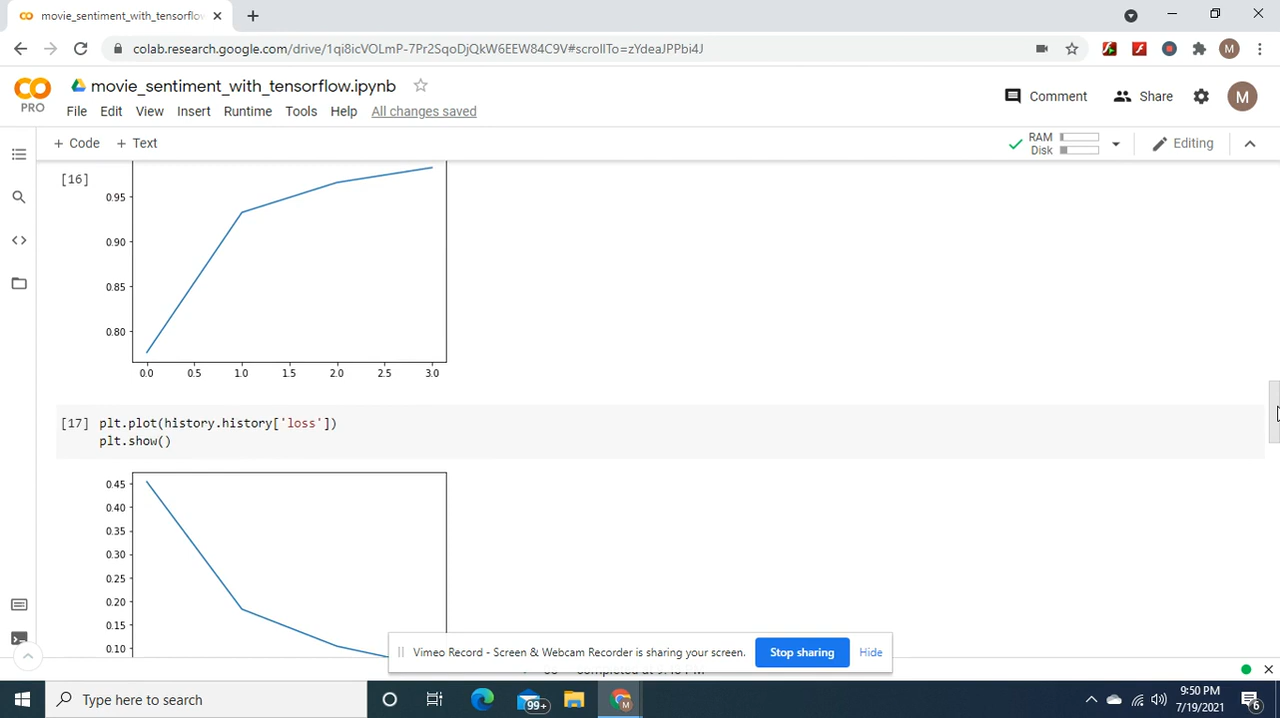 movie_sentiment_with_tensorflow
colab.research.google.com/drive/1qi8icVOLmP-7Pr2SqoDjQkW6EEW84C9V#scrollTo=zYdeaJPPbi4J
M
PRO
movie_sentiment_with_tensorflow.ipynb
Comment
Share
M
File Edit View Insert Runtime Tools Help All changes saved
+ Code + Text
RAM
Disk
Editing
[16]
0.95
0.90
0.85
0.80
0.0 0.5 1.0 1.5 2.0 2.5 3.0
[17] plt.plot(history.history['loss'])
plt.show()
0.45
0.40
0.35
0.30
0.25
0.20
0.15
0.10
Vimeo Record - Screen & Webcam Recorder is sharing your screen. Stop sharing Hide
Type here to search
99+
M
9:50 PM
7/19/2021
6